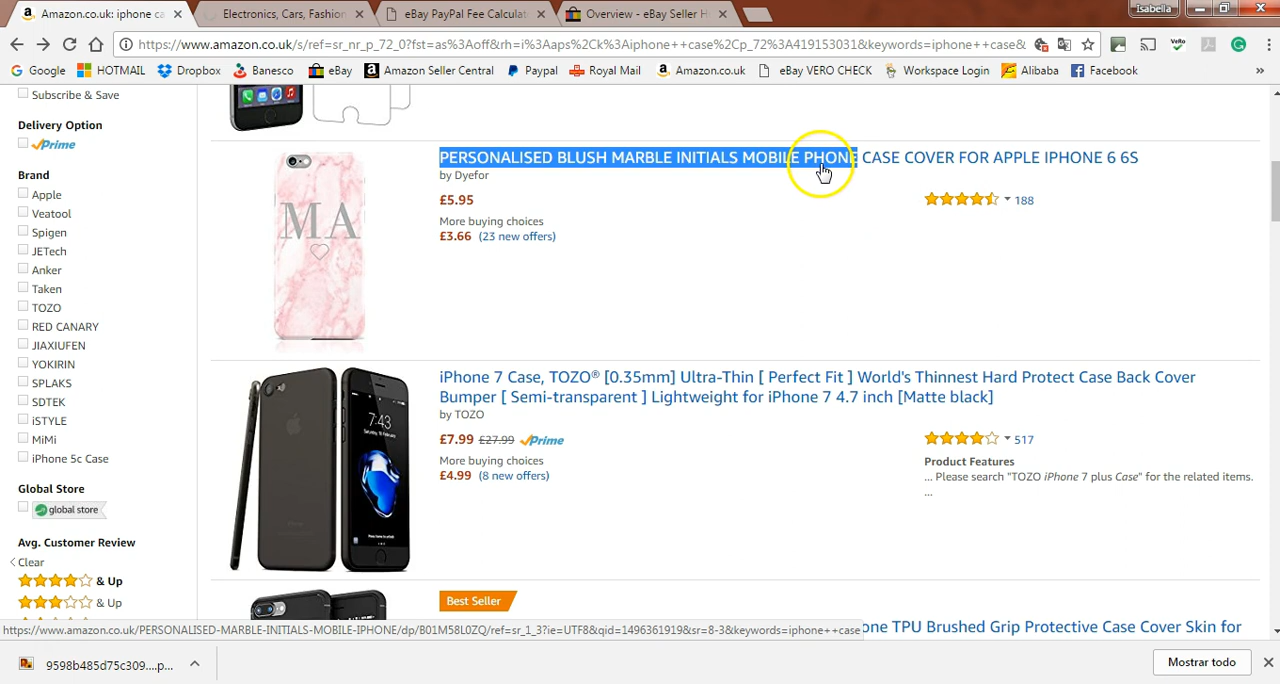 Amazon.co.uk: iphone ca
Electronics, Cars, Fashion
eBay PayPal Fee Calculat
Overview - eBay Seller H
isabella
https://www.amazon.co.uk/s/ref=sr_nr_p_72_0?fst=as%3Aoff&rh=i%3Aaps%2Ck%3Aiphone++case%2Cp_72%3A419153031&keywords=iphone++case&
Google HOTMAIL Dropbox Banesco eBay Amazon Seller Central Paypal Royal Mail Amazon.co.uk eBay VERO CHECK Workspace Login Alibaba Facebook »
Subscribe & Save
Delivery Option
Prime
Brand
Apple
Veatool
Spigen
JETech
Anker
Taken
TOZO
RED CANARY
JIAXIUFEN
YOKIRIN
SPLAKS
SDTEK
iSTYLE
MiMi
iPhone 5c Case
Global Store
global store
Avg. Customer Review
Clear
& Up
& Up
MA
PERSONALISED BLUSH MARBLE INITIALS MOBILE PHONE CASE COVER FOR APPLE IPHONE 6 6S
by Dyefor
£5.95
More buying choices
£3.66 (23 new offers)
188
7:43
iPhone 7 Case, TOZO® [0.35mm] Ultra-Thin [ Perfect Fit ] World's Thinnest Hard Protect Case Back Cover
Bumper [ Semi-transparent ] Lightweight for iPhone 7 4.7 inch [Matte black]
by TOZO
£7.99 £27.99 Prime
More buying choices
£4.99 (8 new offers)
517
Product Features
... Please search "TOZO iPhone 7 plus Case" for the related items.
...
Best Seller
one TPU Brushed Grip Protective Case Cover Skin for
https://www.amazon.co.uk/PERSONALISED-MARBLE-INITIALS-MOBILE-IPHONE/dp/B01M58L0ZQ/ref=sr_1_3?ie=UTF8&qid=1496361919&sr=8-3&keywords=iphone++case
9598b485d75c309....p...
Mostrar todo